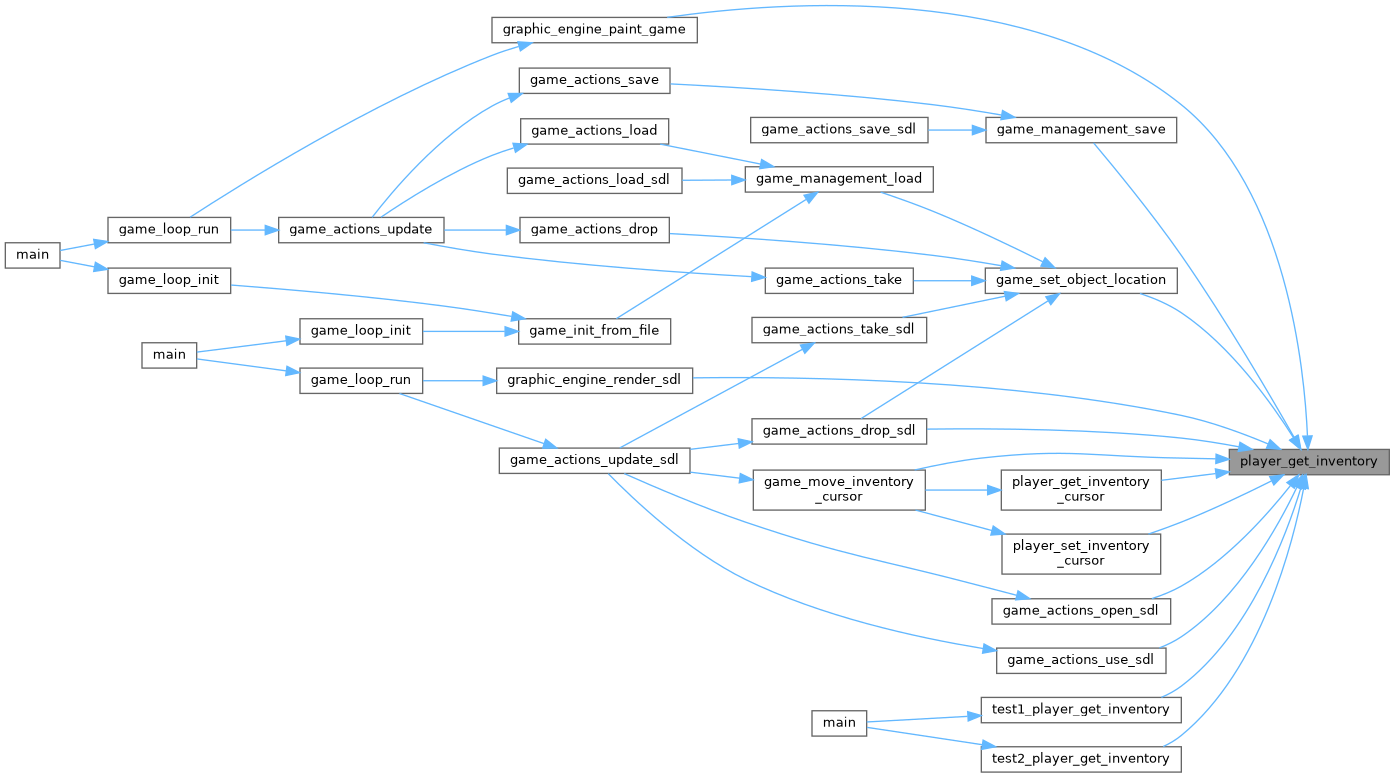 graphic_engine_paint_game
game_actions_save
game_actions_load
game_actions_save_sdl
game_management_save
game_actions_load_sdl
game_management_load
game_loop_run
game_actions_update
game_actions_drop
main
game_loop_init
game_actions_take
game_set_object_location
game_loop_init
game_init_from_file
game_actions_take_sdl
main
game_loop_run
graphic_engine_render_sdl
game_actions_drop_sdl
game_actions_update_sdl
player_get_inventory
game_move_inventory
_cursor
player_get_inventory
_cursor
player_set_inventory
_cursor
game_actions_open_sdl
game_actions_use_sdl
test1_player_get_inventory
main
test2_player_get_inventory